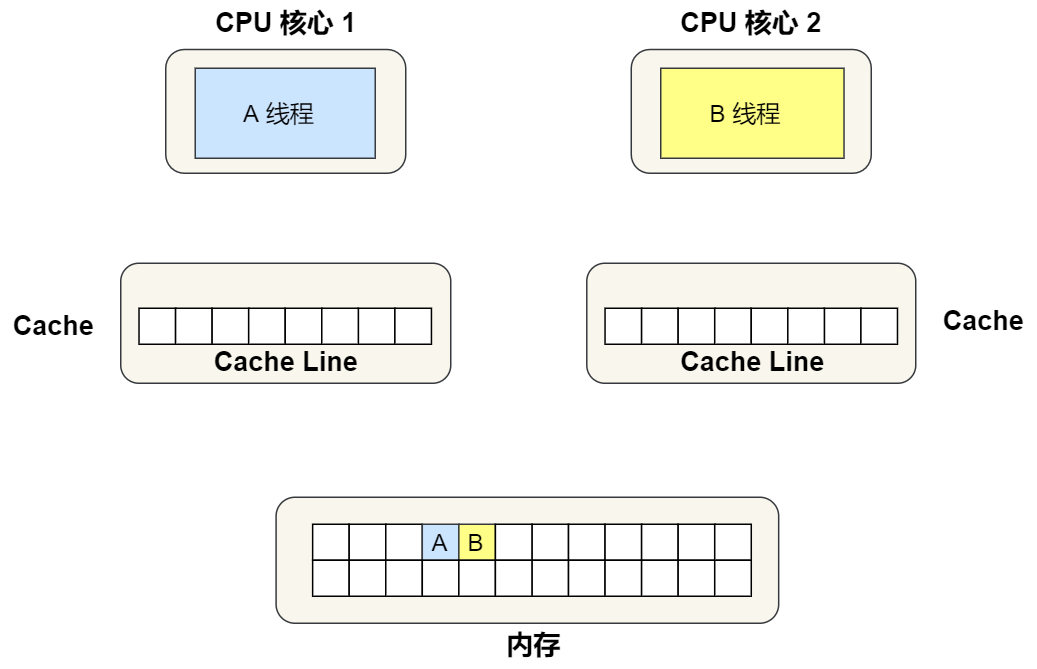 CPU 核心 1
CPU 核心 2
A 线程
B 线程
Cache
Cache Line
Cache Line
Cache
A
B
内存